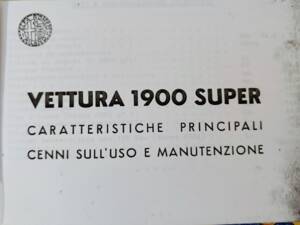 VETTURA 1900 SUPER
CARATTERISTICHE PRINCIPALI
CENNI SULL'USO E MANUTENZIONE